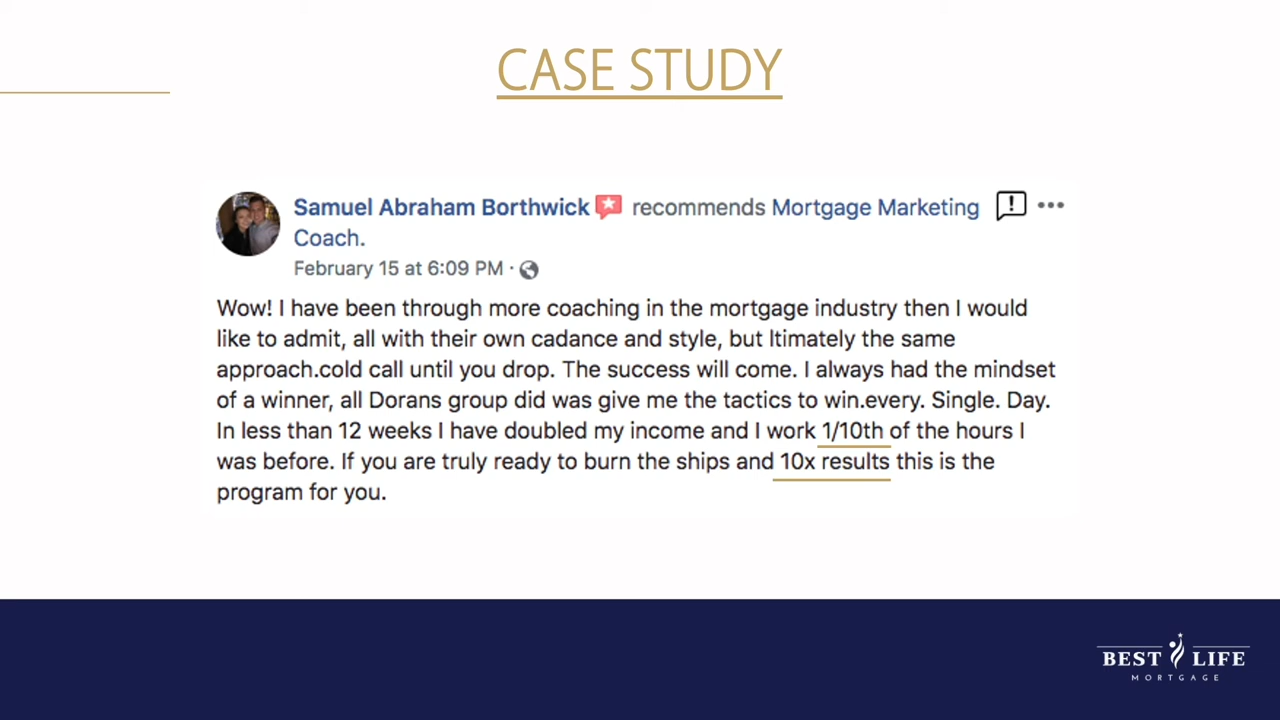 CASE STUDY
Samuel Abraham Borthwick recommends Mortgage Marketing
Coach.
February 15 at 6:09 PM ·
Wow! I have been through more coaching in the mortgage industry then I would
like to admit, all with their own cadance and style, but ltimately the same
approach.cold call until you drop. The success will come. I always had the mindset
of a winner, all Dorans group did was give me the tactics to win.every. Single. Day.
In less than 12 weeks I have doubled my income and I work 1/10th of the hours I
was before. If you are truly ready to burn the ships and 10x results this is the
program for you.
BEST LIFE
MORTGAGE